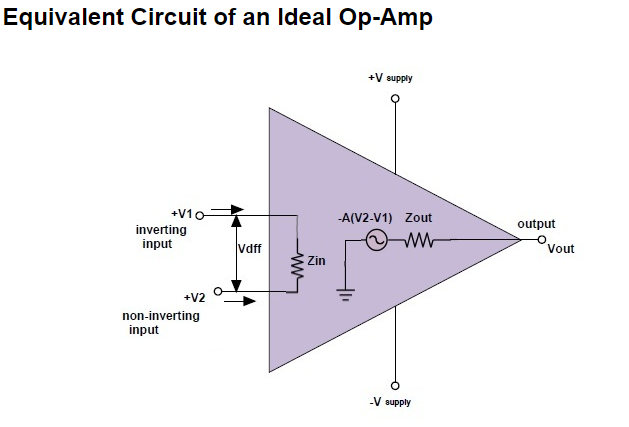 Equivalent Circuit of an Ideal Op-Amp
+V supply
+V1
inverting
input
-A(V2-V1) Zout
output
Vout
Vdff
Zin
+V2
non-inverting
input
-V supply